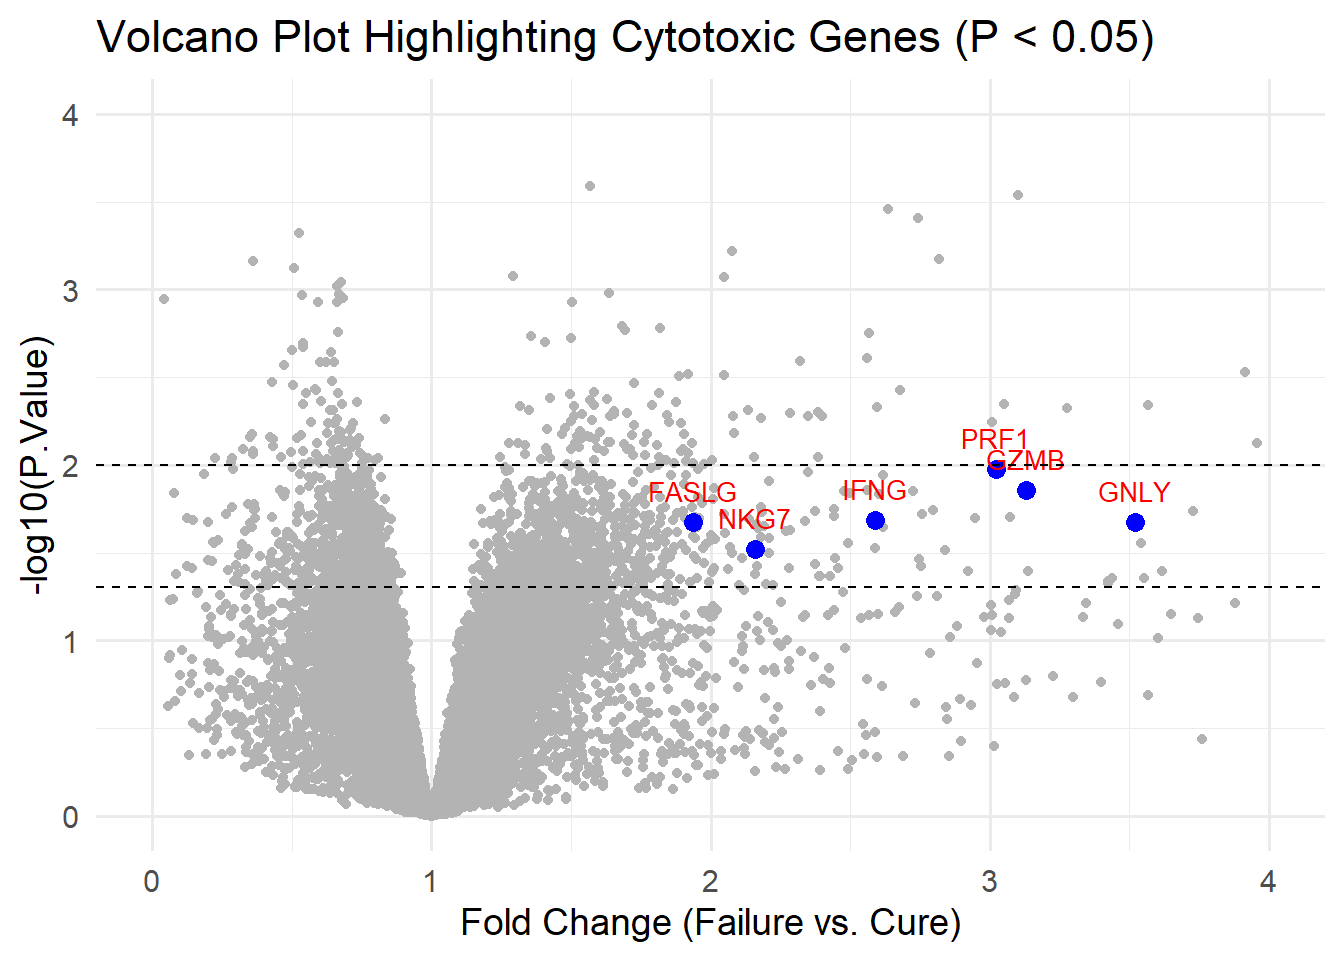 Volcano Plot Highlighting Cytotoxic Genes (P < 0.05)
4
3
2
1
0
-log10(P.Value)
PRF1
GZMB
FASLG
IFNG
GNLY
NKG7
0 1 2 3 4
Fold Change (Failure vs. Cure)